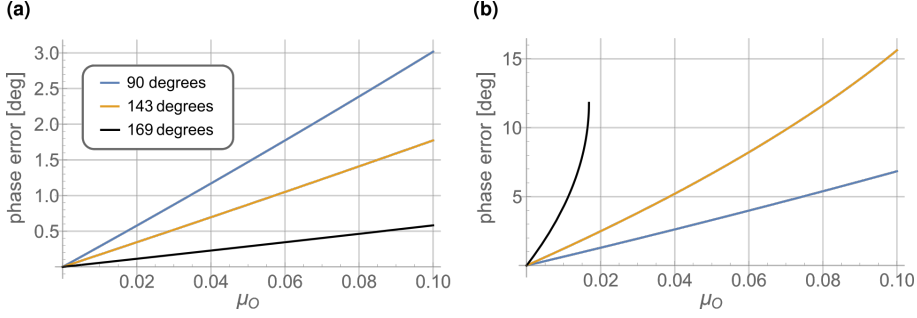 (a)
phase error [deg]
3.0
2.5
2.0
1.5
1.0
0.5
90 degrees
143 degrees
169 degrees
0.02 0.04 0.06 0.08 0.10
μO
(b)
phase error [deg]
15
10
5
0.02 0.04 0.06 0.08 0.10
μO